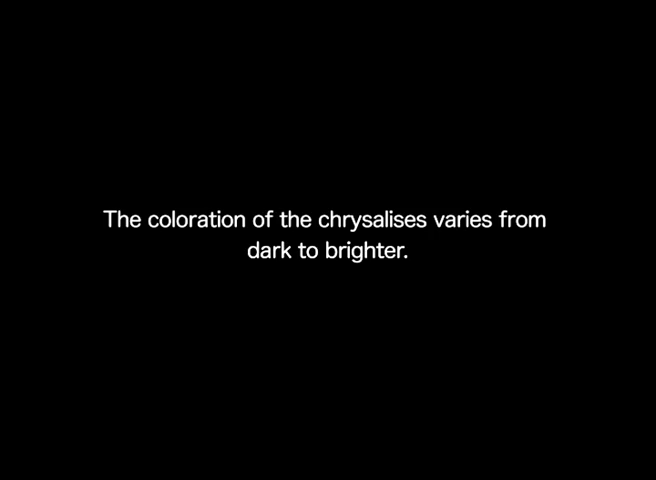 The coloration of the chrysalises varies from
dark to brighter.